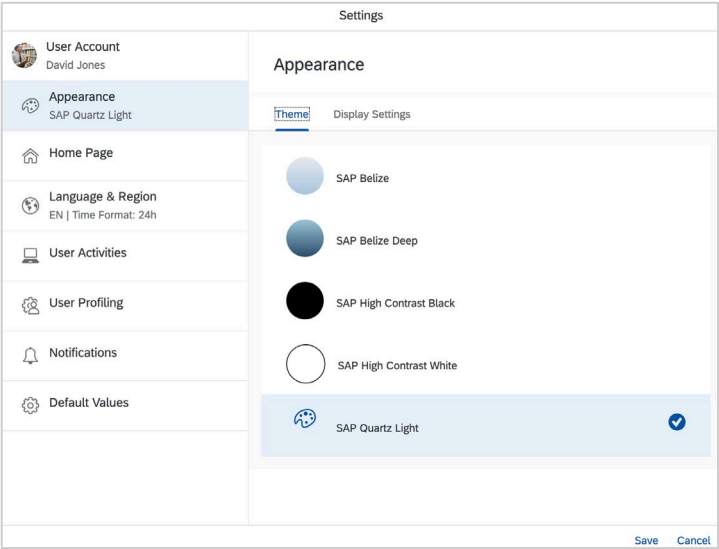 Settings
User Account
David Jones
Appearance
SAP Quartz Light
Home Page
Language & Region
EN | Time Format: 24h
User Activities
User Profiling
Notifications
Default Values
Appearance
Theme Display Settings
SAP Belize
SAP Belize Deep
SAP High Contrast Black
SAP High Contrast White
SAP Quartz Light
Save Cancel